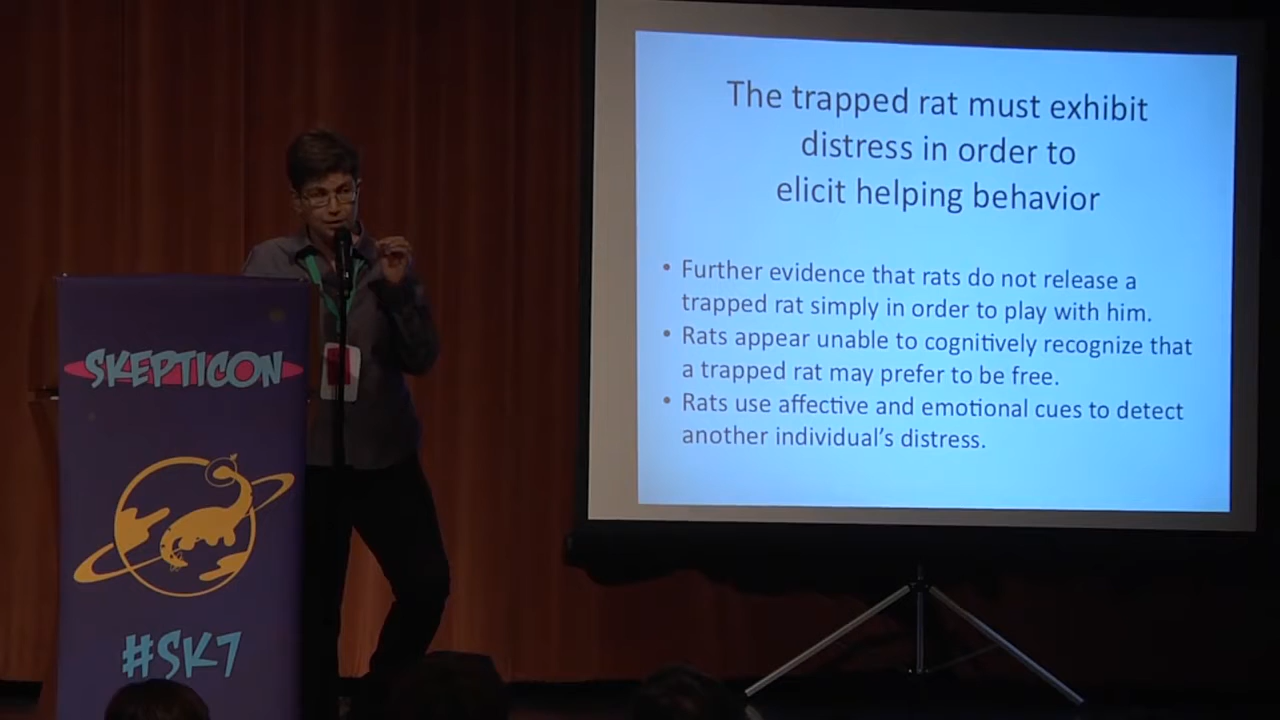 The trapped rat must exhibit
distress in order to
elicit helping behavior
• Further evidence that rats do not release a
trapped rat simply in order to play with him.
• Rats appear unable to cognitively recognize that
a trapped rat may prefer to be free.
• Rats use affective and emotional cues to detect
another individual's distress.
SKEPTICON
#SK7